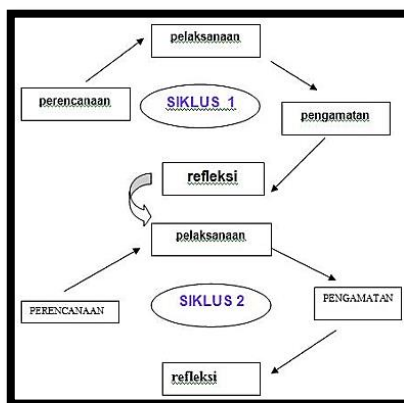 pelaksanaan
perencanaan
SIKLUS 1
pengamatan
refleksi
pelaksanaan
PERENCANAAN
SIKLUS 2
PENGAMATAN
refleksi